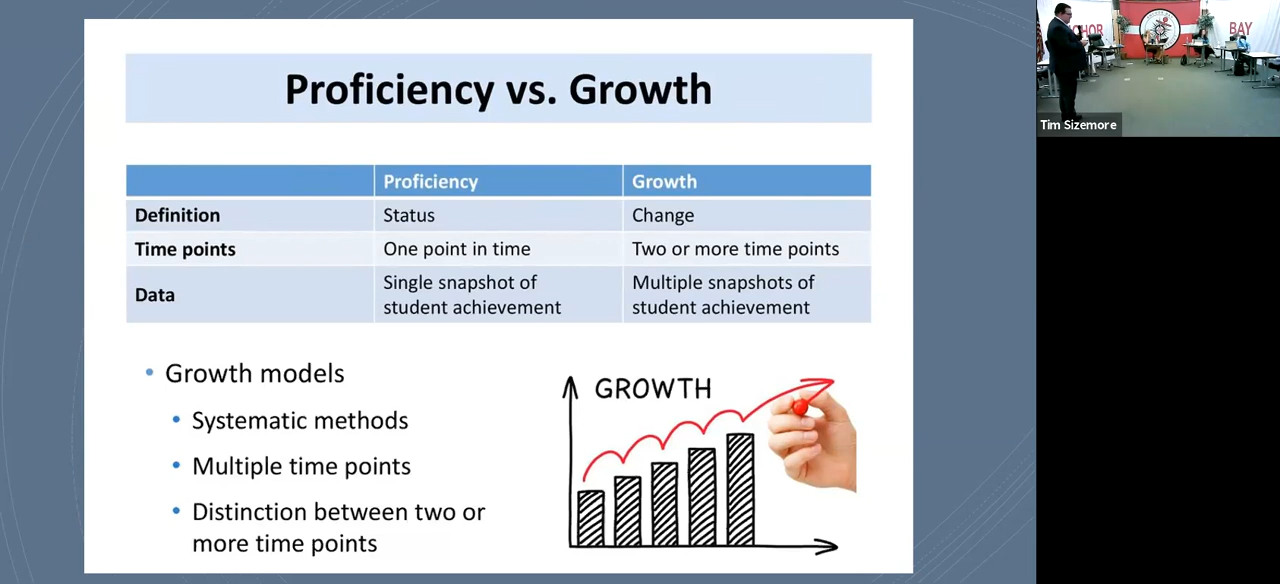 Proficiency vs. Growth
Proficiency Growth
Definition Status Change
Time points One point in time Two or more time points
Data Single snapshot of student achievement Multiple snapshots of student achievement
• Growth models
• Systematic methods
• Multiple time points
• Distinction between two or
more time points
GROWTH
BAY
Tim Sizemore